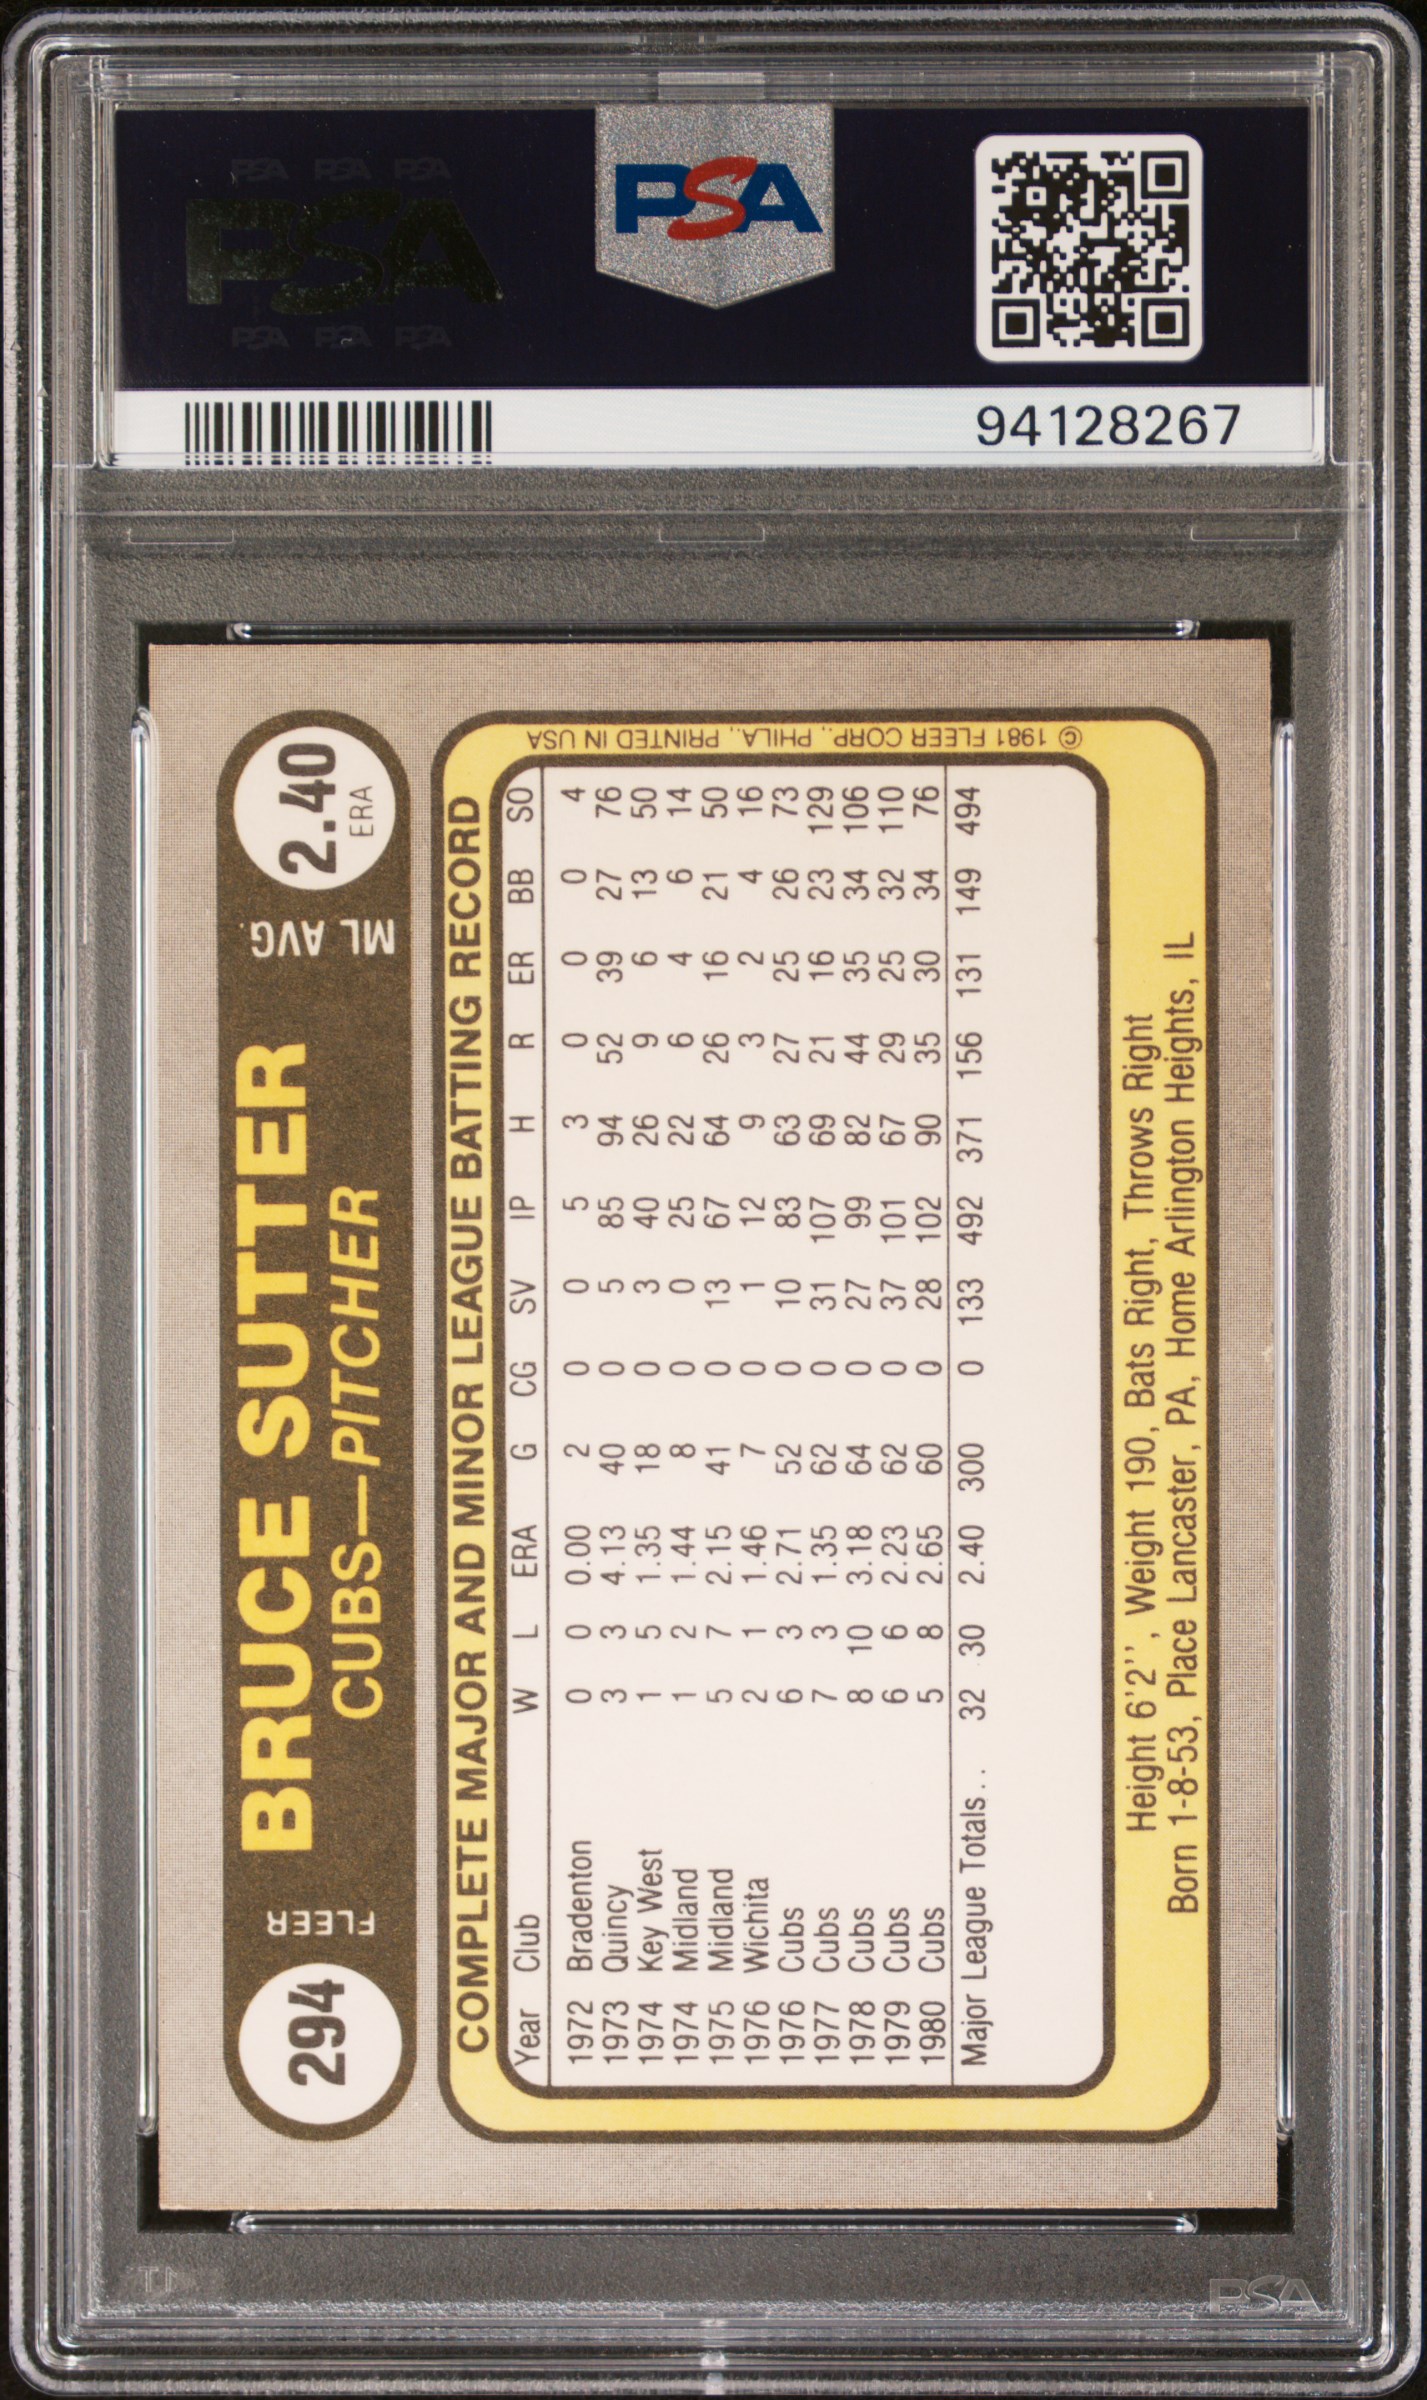 PSA PSA PSA
PSA
PSA PSA PSA
PSA
94128267
294
FLEER
BRUCE SUTTER
CUBS—PITCHER
ML AVG.
2.40
ERA
COMPLETE MAJOR AND MINOR LEAGUE BATTING RECORD
Year Club W L ERA G CG SV IP H R ER BB SO
1972 Bradenton 0 0 0.00 2 0 0 5 3 0 0 0 4
1973 Quincy 3 3 4.13 40 0 5 85 94 52 39 27 76
1974 Key West 1 5 1.35 18 0 3 40 26 9 6 13 50
1974 Midland 1 2 1.44 8 0 0 25 22 6 4 6 14
1975 Midland 5 7 2.15 41 0 13 67 64 26 16 21 50
1976 Wichita 2 1 1.46 7 0 1 12 9 3 2 4 16
1976 Cubs 6 3 2.71 52 0 10 83 63 27 25 26 73
1977 Cubs 7 3 1.35 62 0 31 107 69 21 16 23 129
1978 Cubs 8 10 3.18 64 0 27 99 82 44 35 34 106
1979 Cubs 6 6 2.23 62 0 37 101 67 29 25 32 110
1980 Cubs 5 8 2.65 60 0 28 102 90 35 30 34 76
Major League Totals.. 32 30 2.40 300 0 133 492 371 156 131 149 494
Height 6'2'', Weight 190, Bats Right, Throws Right
Born 1-8-53, Place Lancaster, PA, Home Arlington Heights, IL
© 1981 FLEER CORP., PHILA., PRINTED IN USA
PSA